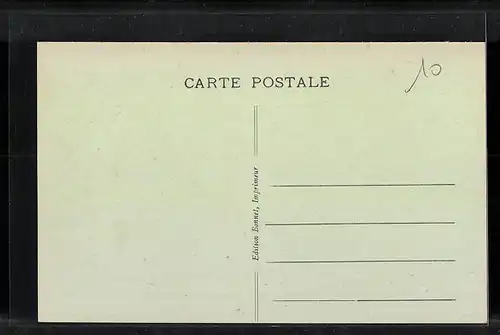 CARTE POSTALE
10
Edition Bonnet, Imprimeur